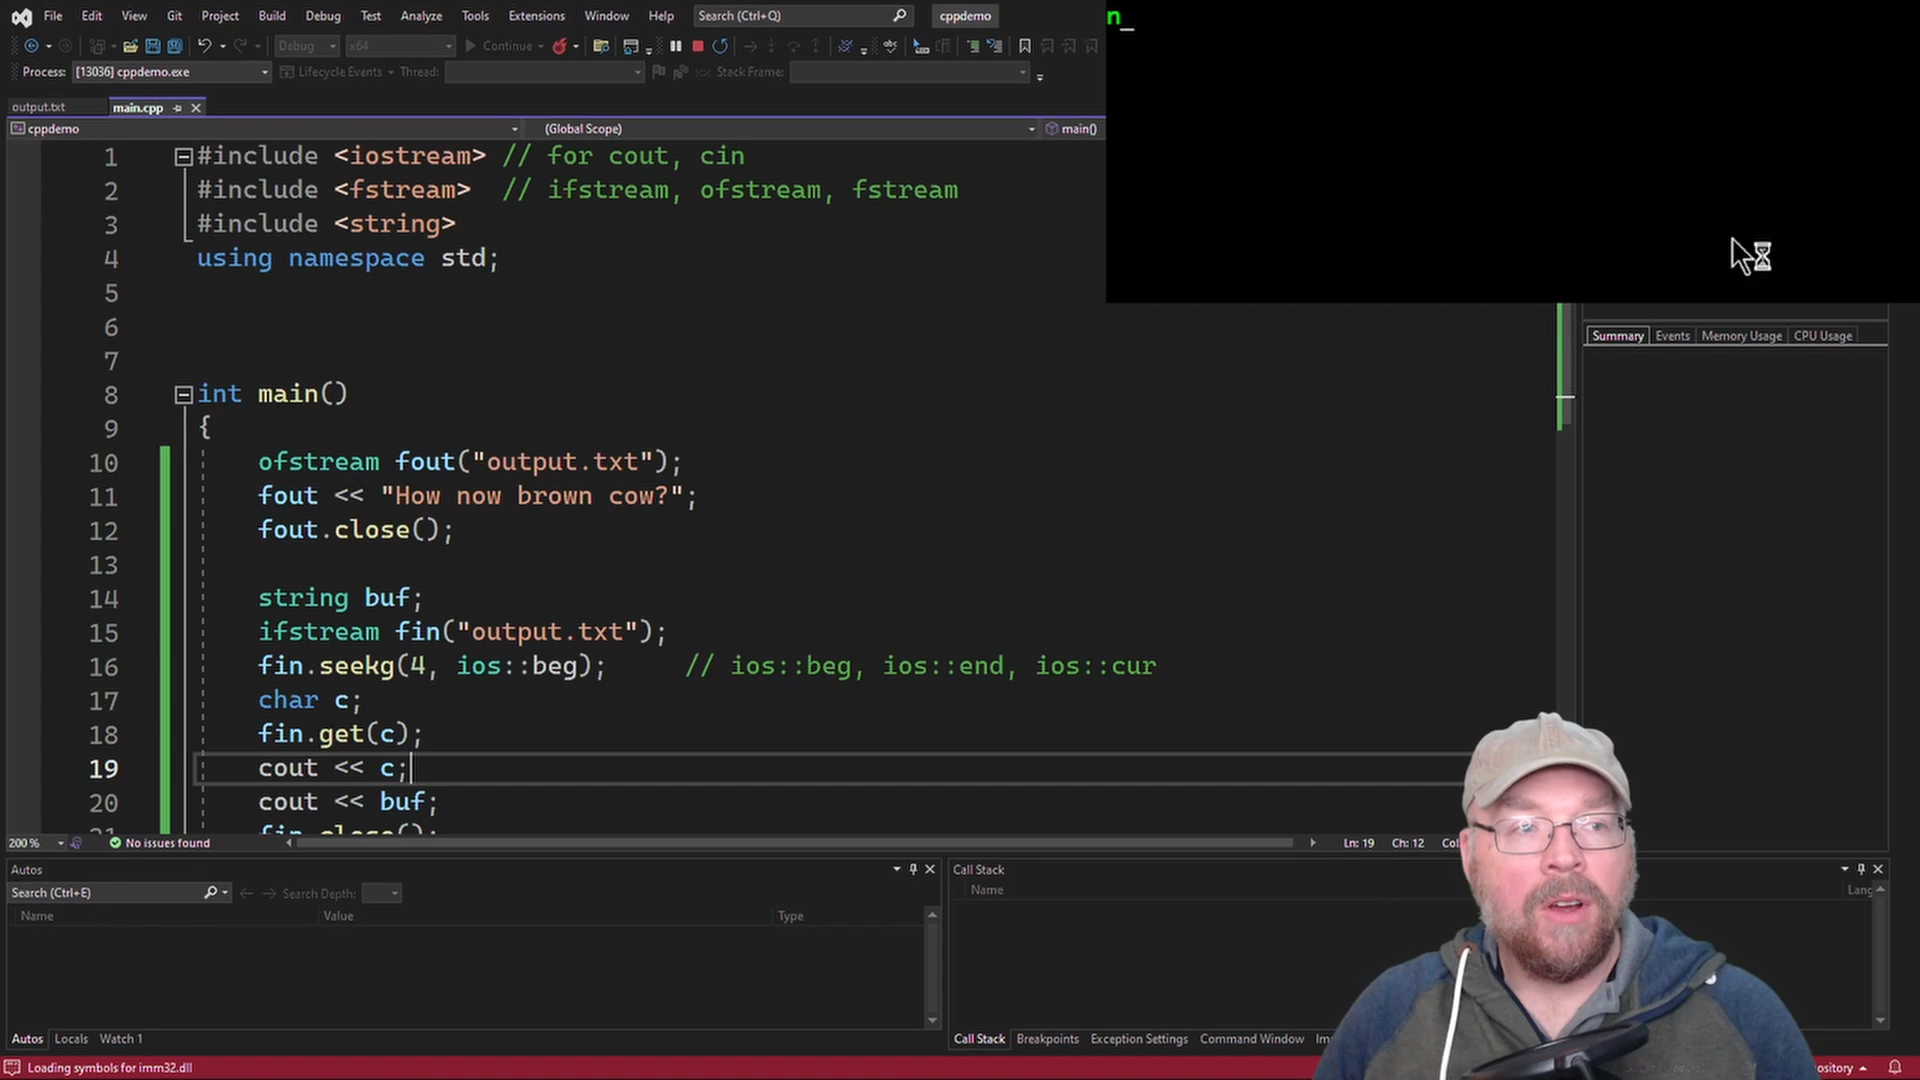 File Edit View Git Project Build Debug Test Analyze Tools Extensions Window Help Search (Ctrl+Q) cppdemo
n_
Debug x64 Continue
Process: [13036] cppdemo.exe Lifecycle Events Thread: Stack Frame:
output.txt main.cpp
cppdemo (Global Scope) main()
1 #include <iostream> // for cout, cin
2 #include <fstream>  // ifstream, ofstream, fstream
3 #include <string>
4 using namespace std;
5
6
7
8 int main()
9 {
10 ofstream fout("output.txt");
11 fout << "How now brown cow?";
12 fout.close();
13
14 string buf;
15 ifstream fin("output.txt");
16 fin.seekg(4, ios::beg);     // ios::beg, ios::end, ios::cur
17 char c;
18 fin.get(c);
19 cout << c;
20 cout << buf;
Summary Events Memory Usage CPU Usage
200 % No issues found Ln: 19 Ch: 12
Autos
Search (Ctrl+E) Search Depth:
Name Value Type
Autos Locals Watch 1
Call Stack
Name Lang
Call Stack Breakpoints Exception Settings Command Window
Loading symbols for imm32.dll